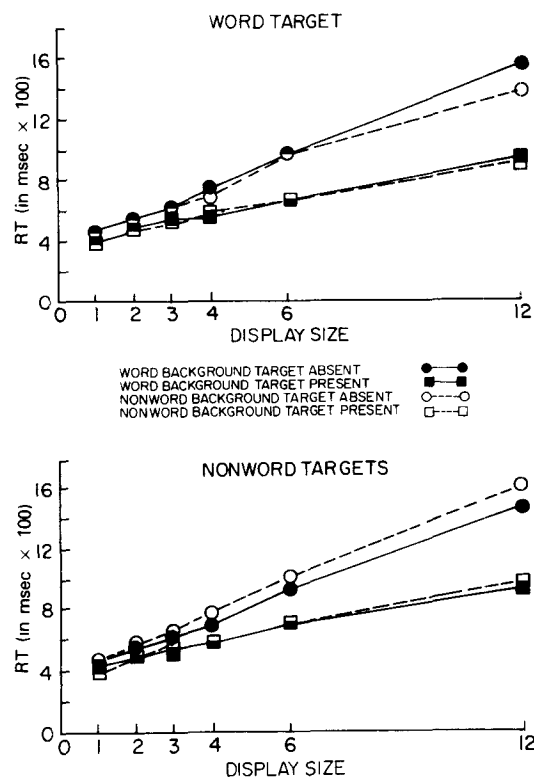 WORD TARGET
16
12
8
4
0
RT (in msec × 100)
0 1 2 3 4 6 12
DISPLAY SIZE
WORD BACKGROUND TARGET ABSENT
WORD BACKGROUND TARGET PRESENT
NONWORD BACKGROUND TARGET ABSENT
NONWORD BACKGROUND TARGET PRESENT
NONWORD TARGETS
16
12
8
4
0
RT (in msec × 100)
0 1 2 3 4 6 12
DISPLAY SIZE